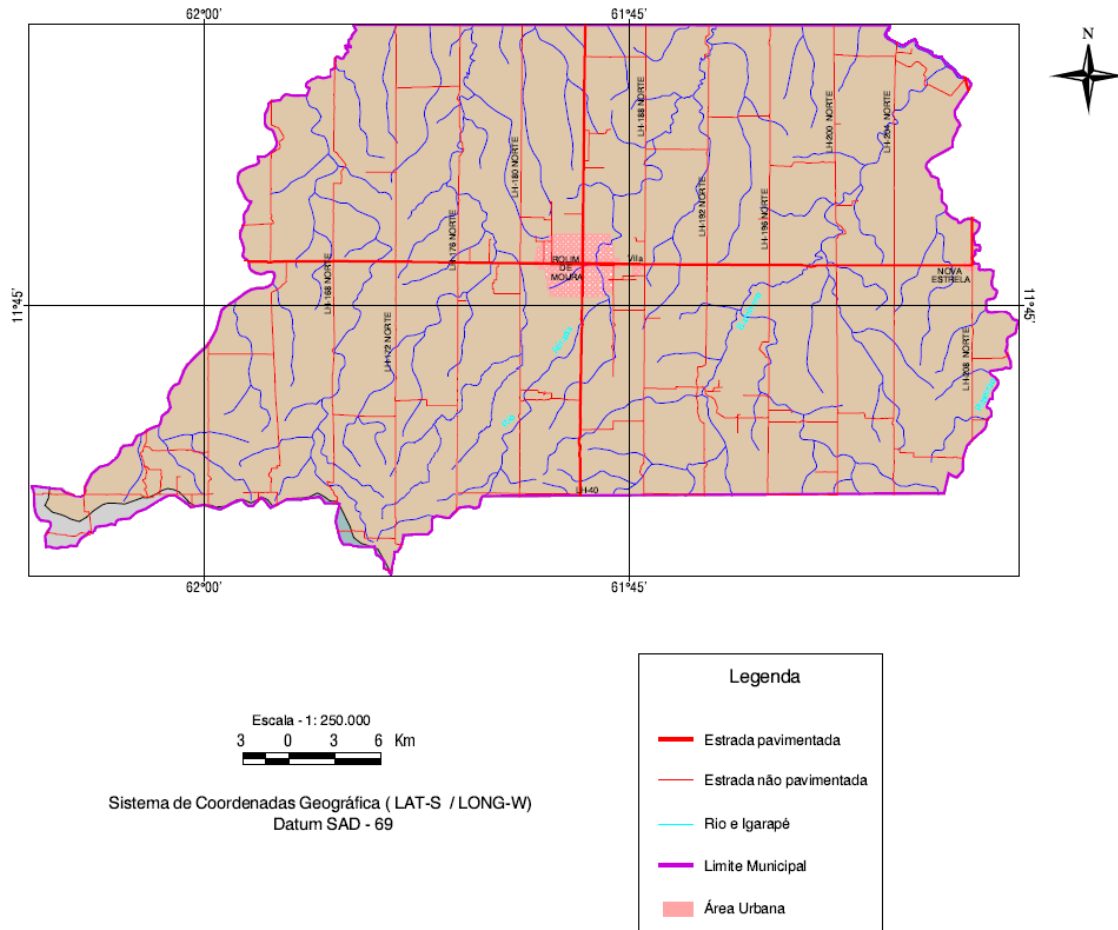 62°00'
61°45'
N
LH-188 NORTE
LH-200 NORTE
LH-204 NORTE
LH-180 NORTE
LH-192 NORTE
LH-196 NORTE
LH-176 NORTE
LH-168 NORTE
Vila
ROLIM
DE
MOURA
NOVA
ESTRELA
11°45'
11°45'
LH-172 NORTE
LH-208 NORTE
Rio
LH-40
62°00'
61°45'
Escala - 1: 250.000
3 0 3 6 Km
Sistema de Coordenadas Geográfica ( LAT-S / LONG-W)
Datum SAD - 69
Legenda
Estrada pavimentada
Estrada não pavimentada
Rio e Igarapé
Limite Municipal
Área Urbana